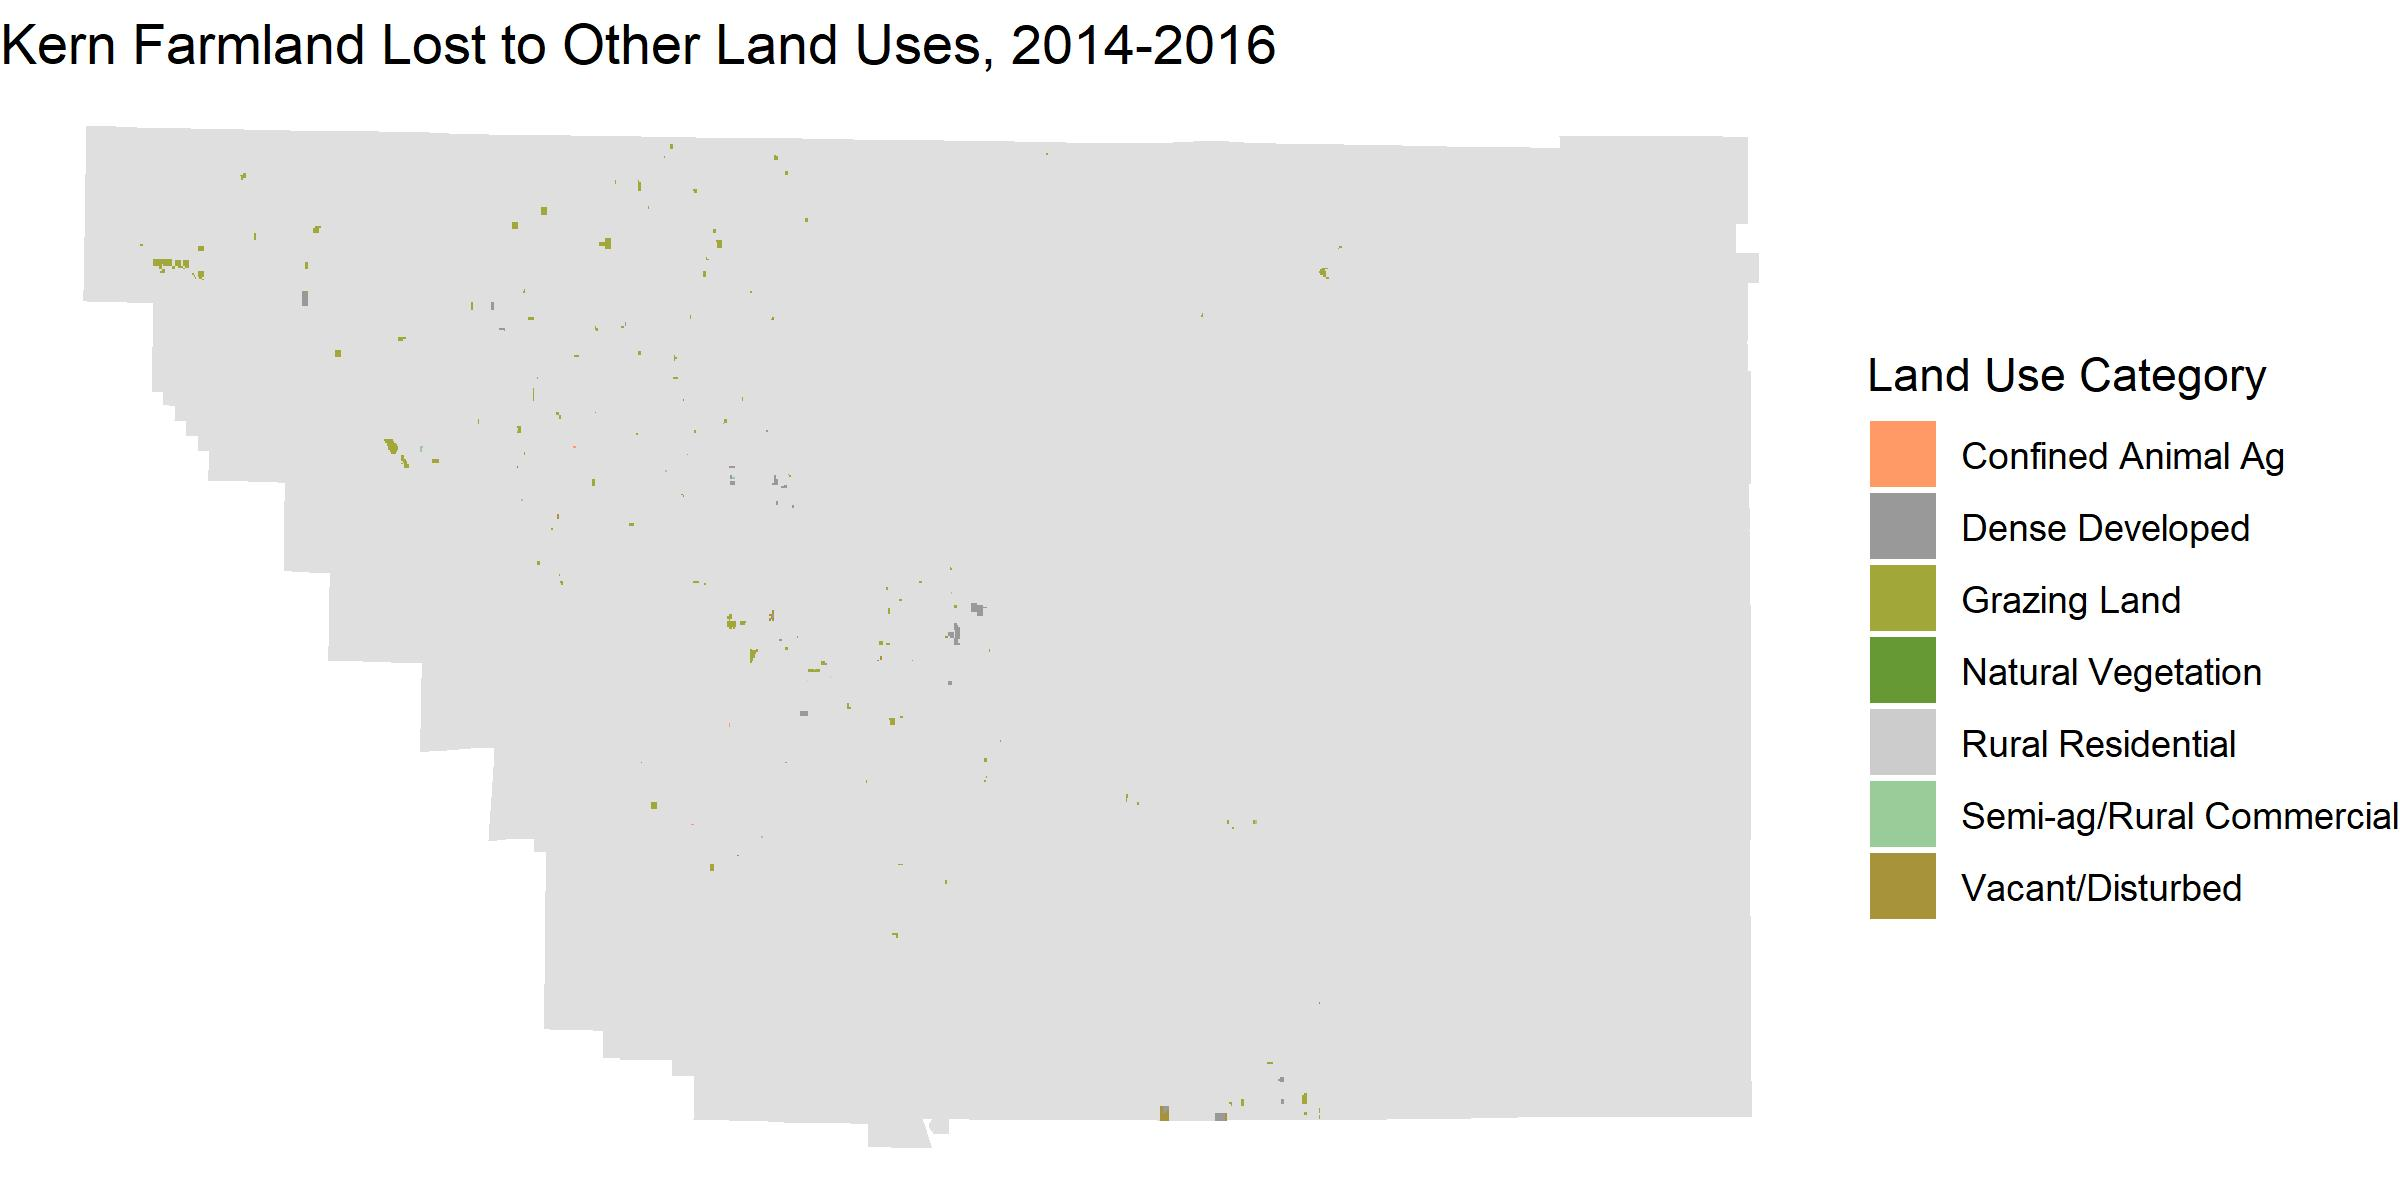 Kern Farmland Lost to Other Land Uses, 2014-2016
Land Use Category
Confined Animal Ag
Dense Developed
Grazing Land
Natural Vegetation
Rural Residential
Semi-ag/Rural Commercial
Vacant/Disturbed